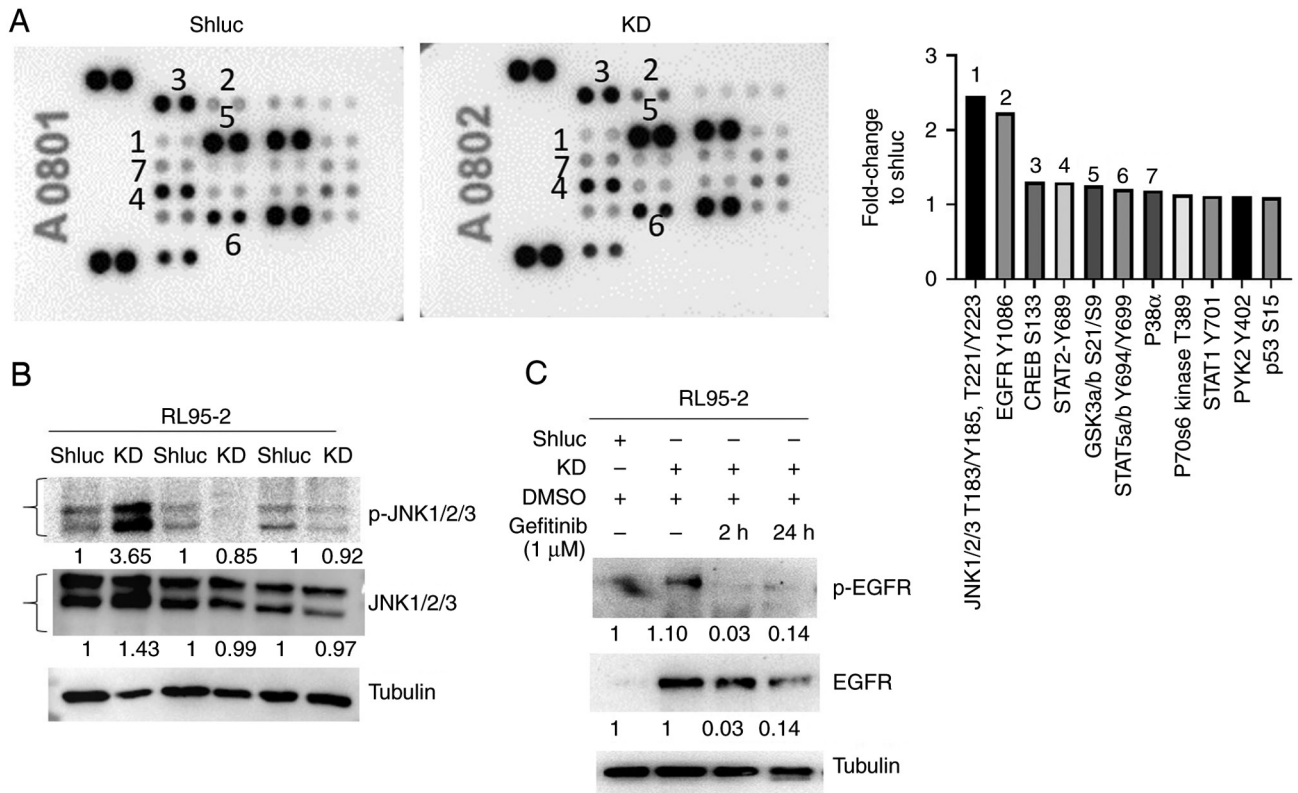 A
Shluc
KD
A0801
3 2
5
1
7
4
6
A0802
3 2
5
1
7
4
6
3
2
1
0
Fold-change
to shluc
1
2
3
4
5
6
7
JNK1/2/3 T183/Y185, T221/Y223
EGFR Y1086
CREB S133
STAT2-Y689
GSK3a/b S21/S9
STAT5a/b Y694/Y699
P38α
P70s6 kinase T389
STAT1 Y701
PYK2 Y402
p53 S15
B
RL95-2
Shluc KD Shluc KD Shluc KD
p-JNK1/2/3
1 3.65 1 0.85 1 0.92
JNK1/2/3
1 1.43 1 0.99 1 0.97
Tubulin
C
RL95-2
Shluc + – – –
KD – + + +
DMSO + + + +
Gefitinib
(1 μM) – – 2 h 24 h
p-EGFR
1 1.10 0.03 0.14
EGFR
1 1 0.03 0.14
Tubulin